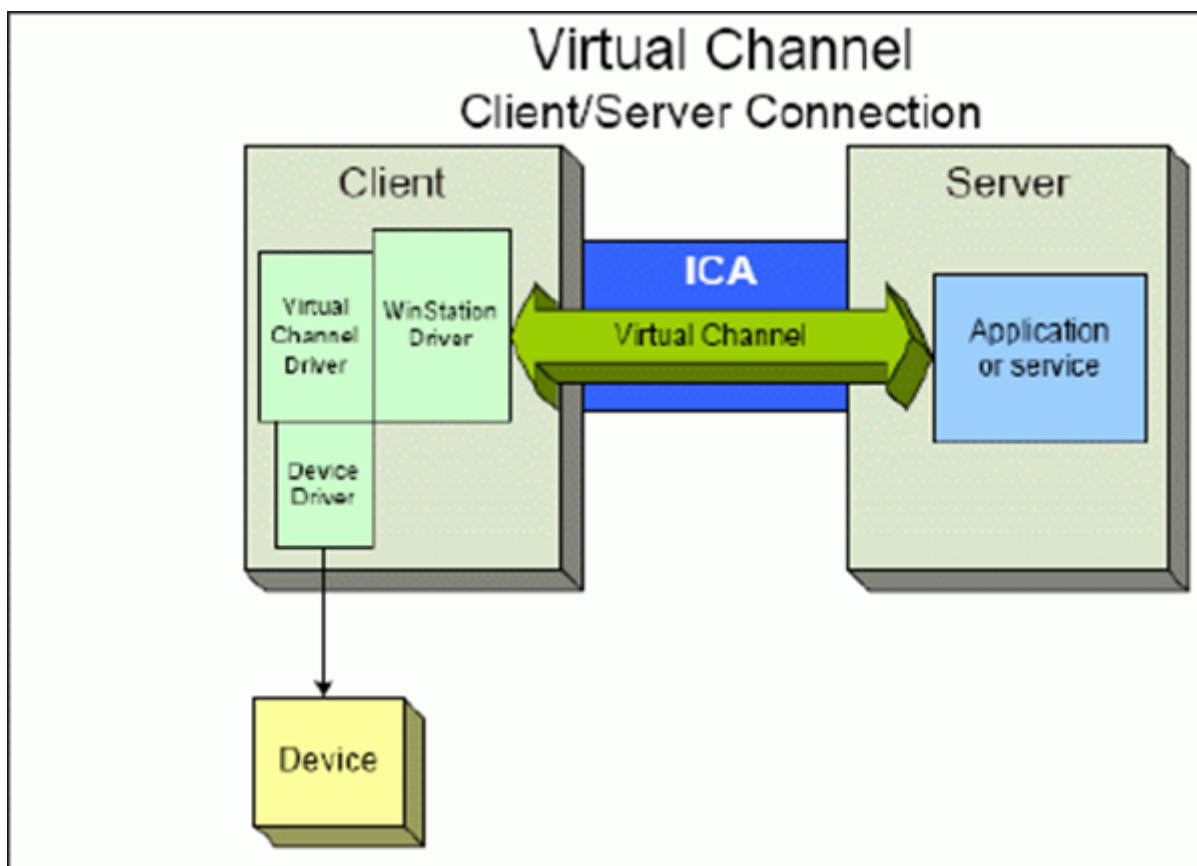 Virtual Channel
Client/Server Connection
Client
Server
ICA
Virtual
Channel
Driver
WinStation
Driver
Virtual Channel
Application
or service
Device
Driver
Device